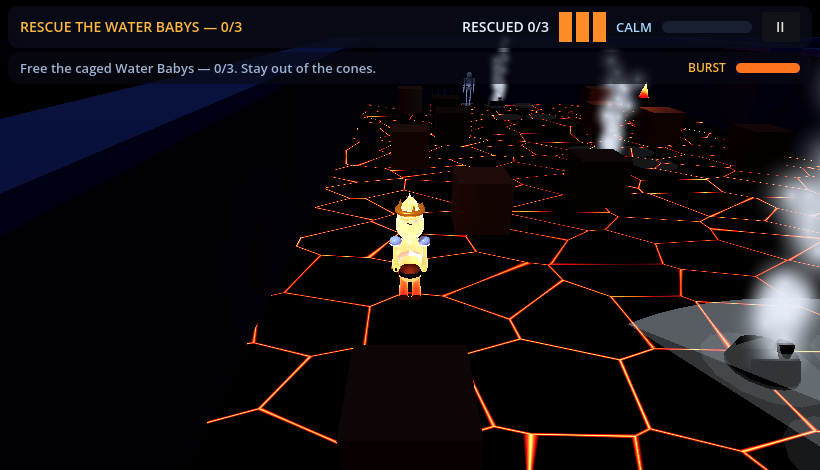 RESCUE THE WATER BABYS — 0/3
RESCUED 0/3
CALM
Free the caged Water Babys — 0/3. Stay out of the cones.
BURST